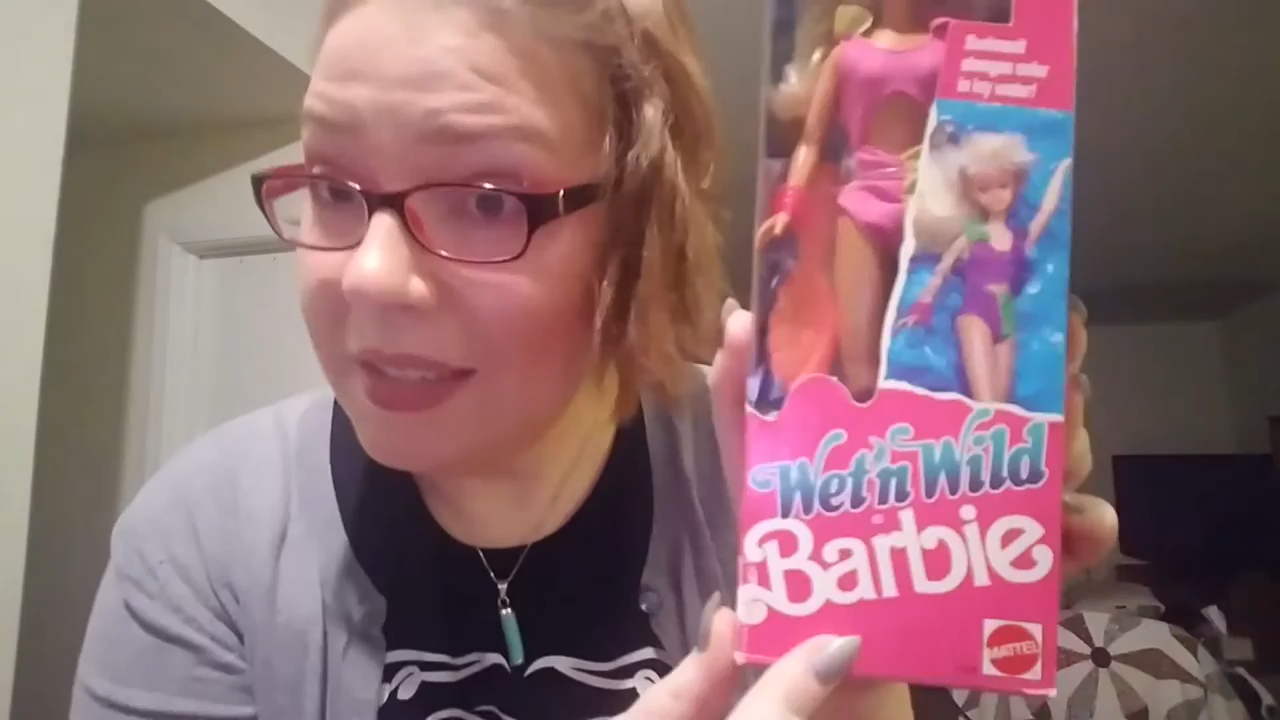 Swimsuit
changes color
in icy water!
Wet'n Wild
Barbie
MATTEL